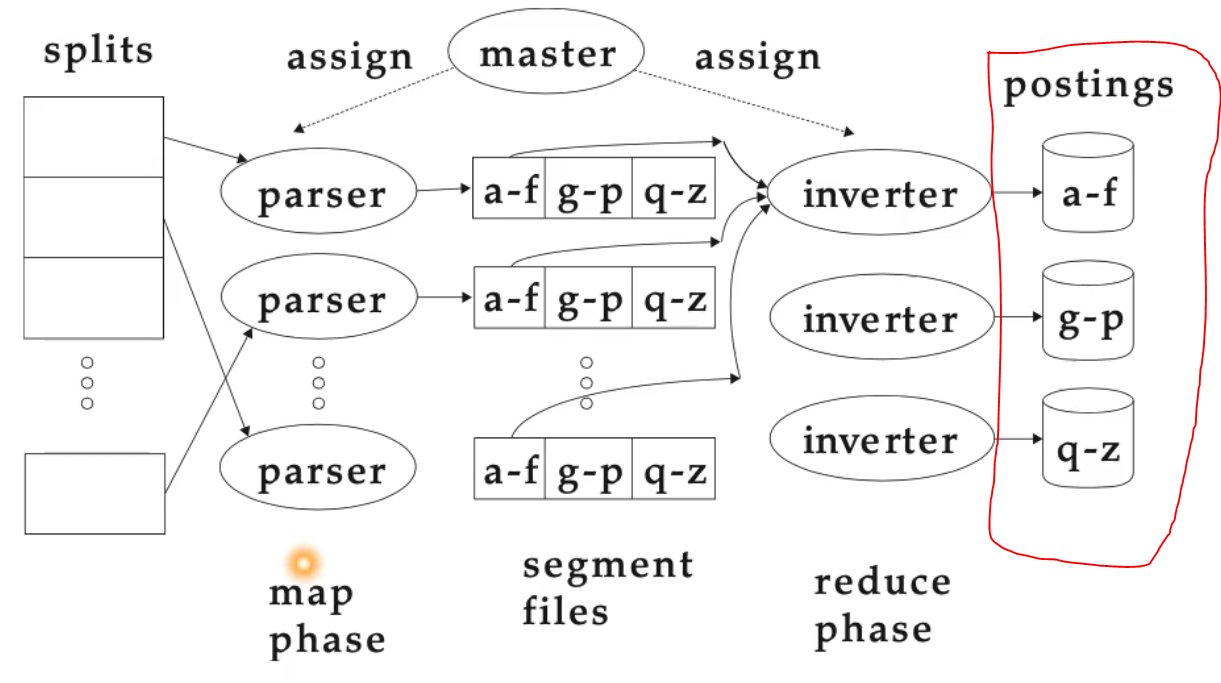 splits
assign
master
assign
postings
parser
a-f g-p q-z
inverter
a-f
parser
a-f g-p q-z
inverter
g-p
parser
a-f g-p q-z
inverter
q-z
map
phase
segment
files
reduce
phase